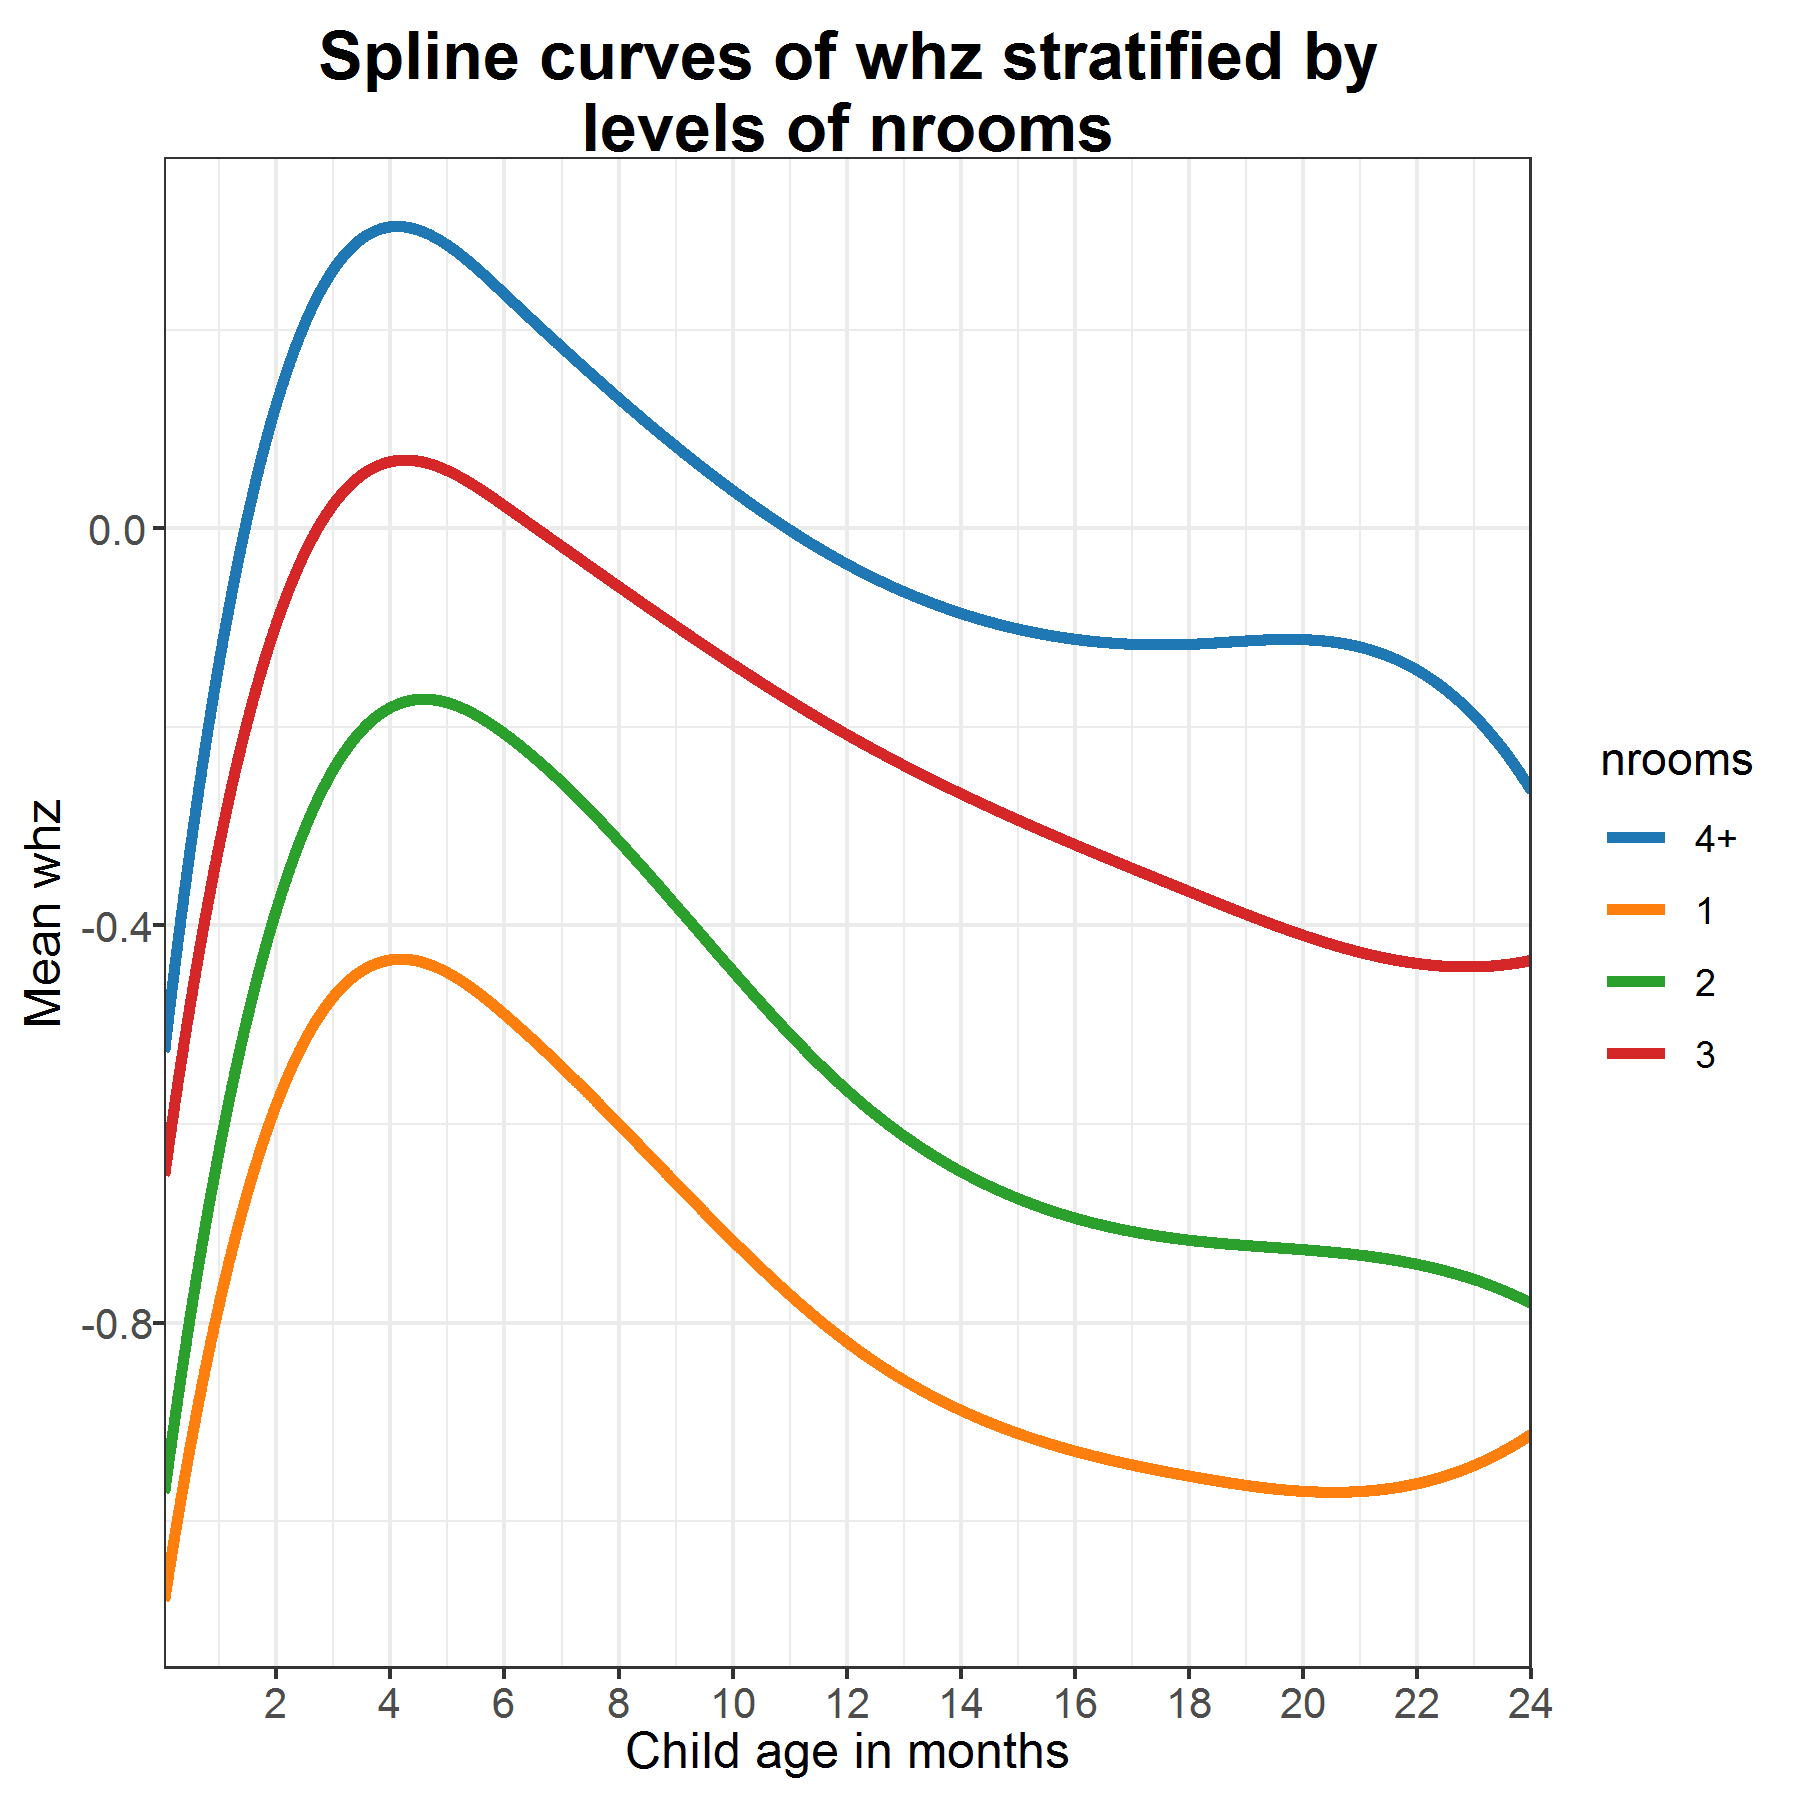 Spline curves of whz stratified by
levels of nrooms
Mean whz
0.0
-0.4
-0.8
2 4 6 8 10 12 14 16 18 20 22 24
Child age in months
nrooms
4+
1
2
3